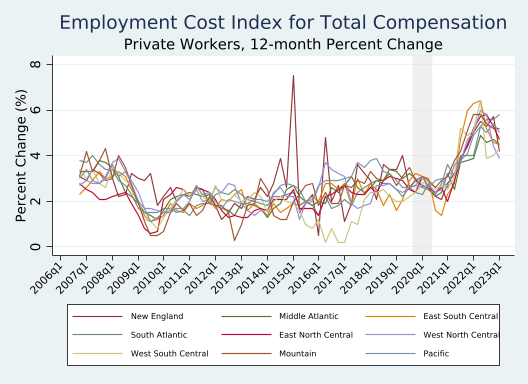 Employment Cost Index for Total Compensation
Private Workers, 12-month Percent Change
Percent Change (%)
8
6
4
2
0
2006q1
2007q1
2008q1
2009q1
2010q1
2011q1
2012q1
2013q1
2014q1
2015q1
2016q1
2017q1
2018q1
2019q1
2020q1
2021q1
2022q1
2023q1
New England Middle Atlantic East South Central
South Atlantic East North Central West North Central
West South Central Mountain Pacific